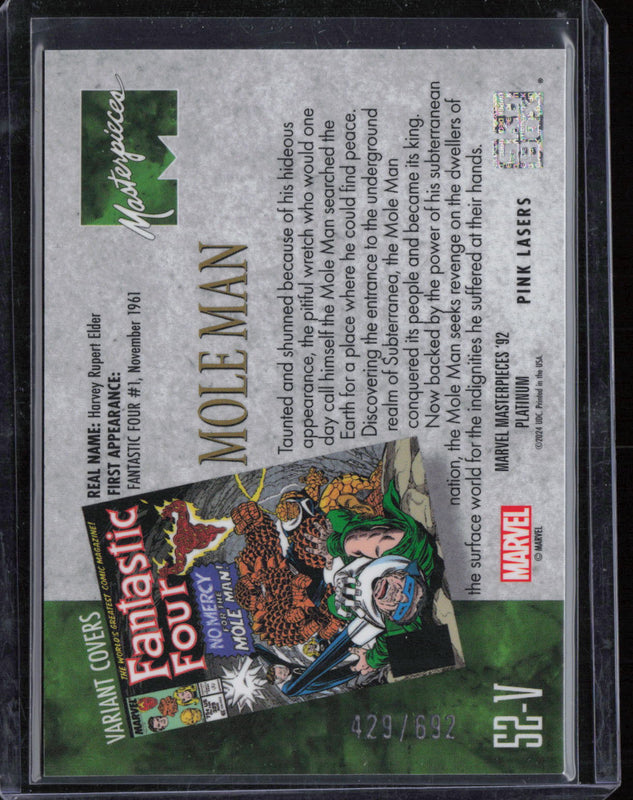 Masterpieces
VARIANT COVERS
REAL NAME: Harvey Rupert Elder
FIRST APPEARANCE:
FANTASTIC FOUR #1, November 1961
MOLE MAN
THE WORLD'S GREATEST COMIC MAGAZINE!
Fantastic
Four
MARVEL
NO MERCY
FOR THE
MOLE MAN!
Taunted and shunned because of his hideous
appearance, the pitiful wretch who would one
day call himself the Mole Man searched the
Earth for a place where he could find peace.
Discovering the entrance to the underground
realm of Subterranea, the Mole Man
conquered its people and became its king.
Now backed by the power of his subterranean
nation, the Mole Man seeks revenge on the dwellers of
the surface world for the indignities he suffered at their hands.
429/692
S2-V
MARVEL
© MARVEL
MARVEL MASTERPIECES '92
PLATINUM
©2024 UDC. Printed in the USA.
PINK LASERS
®